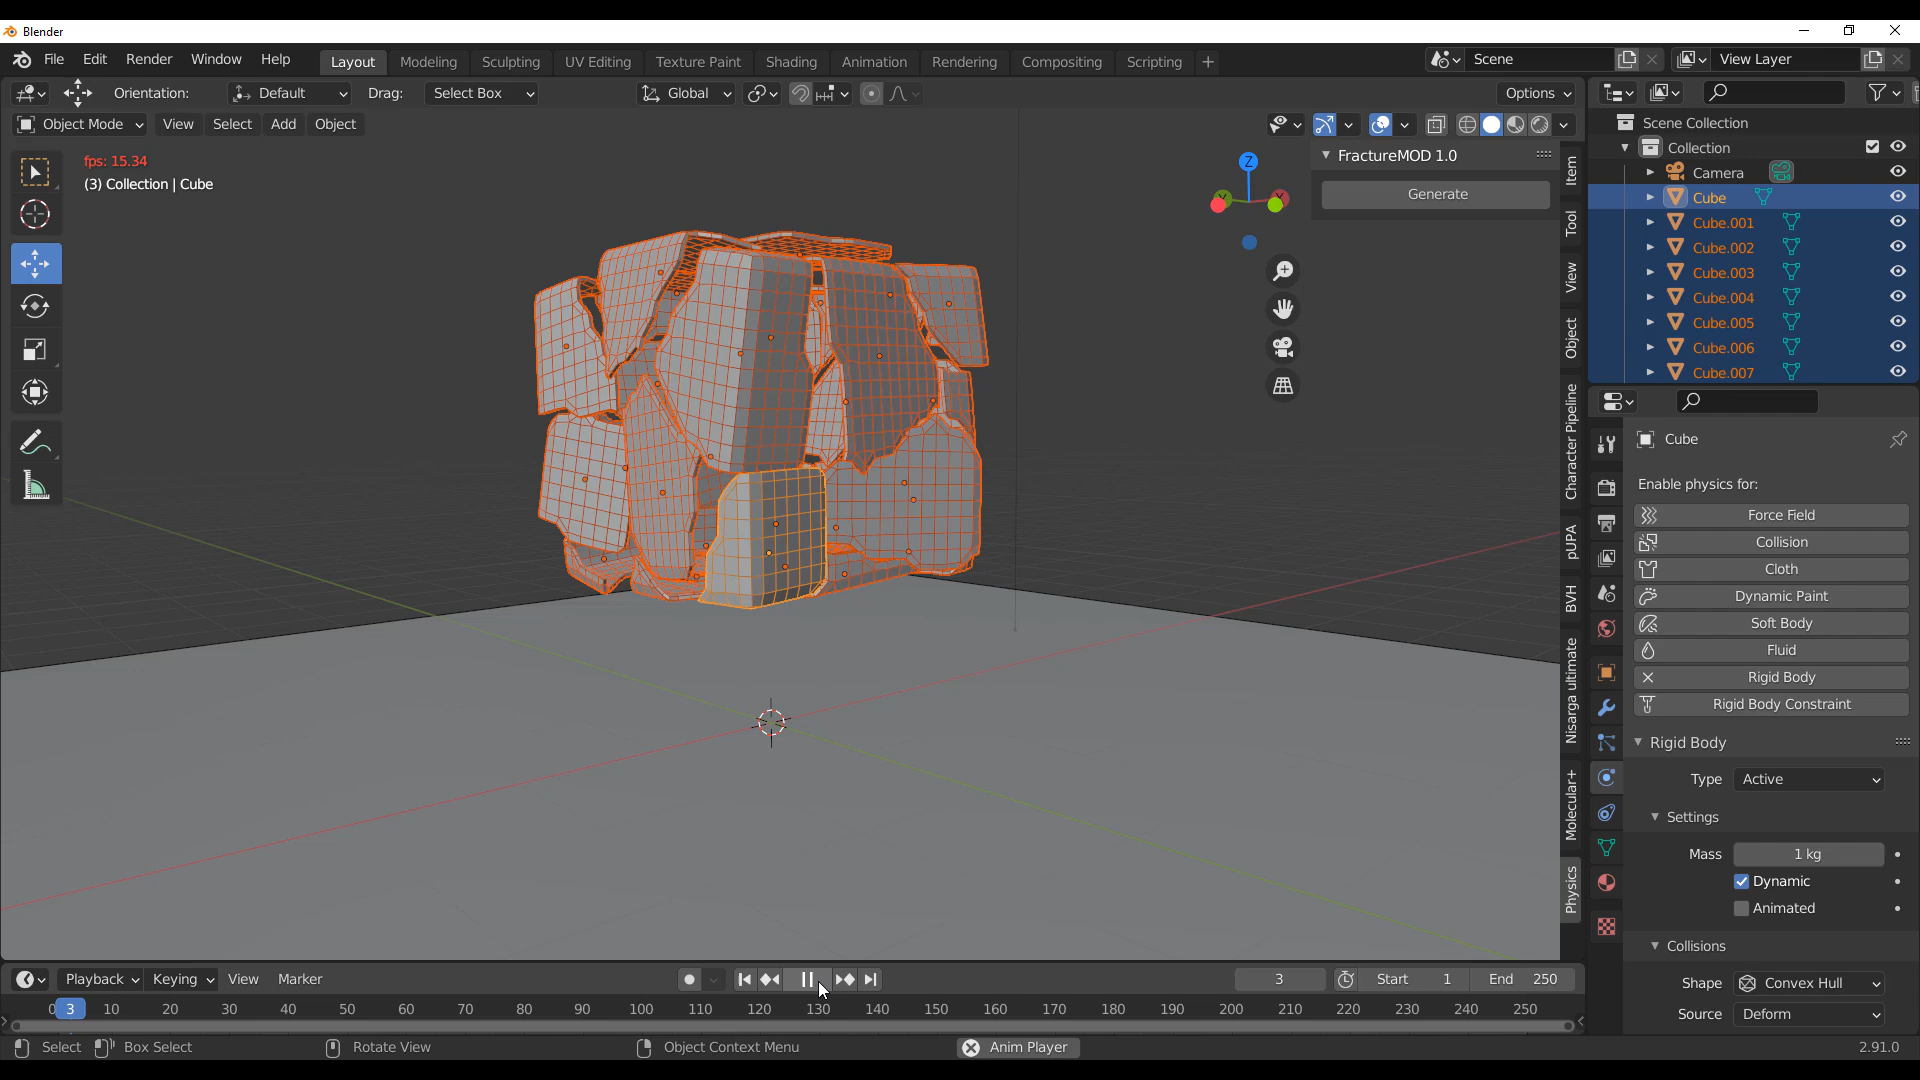 Blender
File Edit Render Window Help Layout Modeling Sculpting UV Editing Texture Paint Shading Animation Rendering Compositing Scripting + Scene View Layer
Orientation: Default Drag: Select Box Global Options
Object Mode View Select Add Object
fps: 15.34
(3) Collection | Cube
Z
Y
X
FractureMOD 1.0
Generate
Item
Tool
View
Object
Character Pipeline
pUPA
BVH
Nisarga ultimate
Molecular+
Physics
Scene Collection
Collection
Camera
Cube
Cube.001
Cube.002
Cube.003
Cube.004
Cube.005
Cube.006
Cube.007
Cube
Enable physics for:
Force Field
Collision
Cloth
Dynamic Paint
Soft Body
Fluid
Rigid Body
Rigid Body Constraint
Rigid Body
Type Active
Settings
Mass 1 kg
Dynamic
Animated
Collisions
Shape Convex Hull
Source Deform
Playback Keying View Marker 3 Start 1 End 250
0 3 10 20 30 40 50 60 70 80 90 100 110 120 130 140 150 160 170 180 190 200 210 220 230 240 250
Select Box Select Rotate View Object Context Menu Anim Player 2.91.0